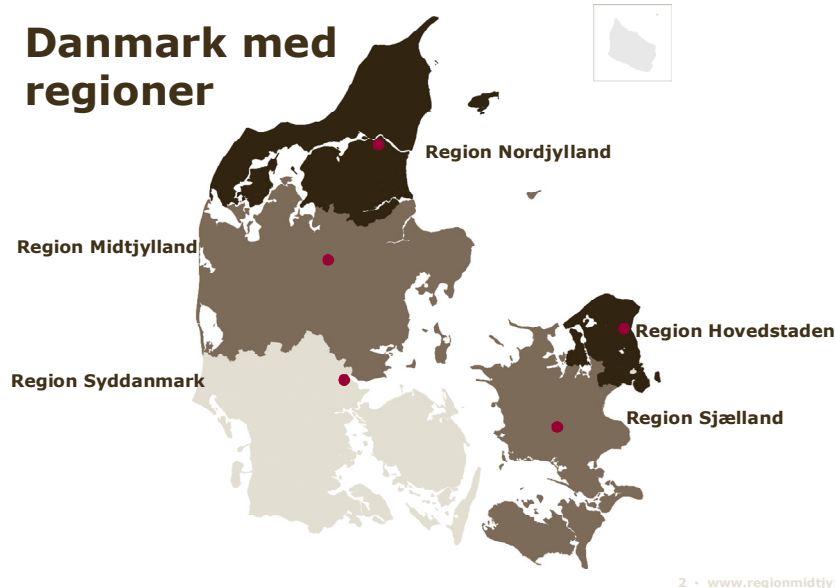 Danmark med
regioner
Region Nordjylland
Region Midtjylland
Region Hovedstaden
Region Syddanmark
Region Sjælland
2 · www.regionmidtjy